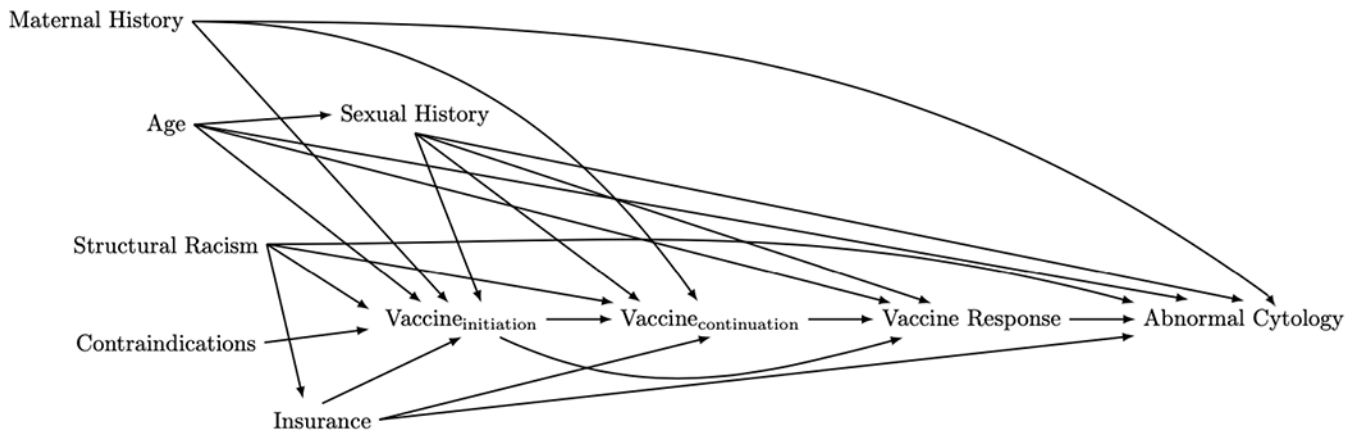 Maternal History
Sexual History
Age
Structural Racism
Vaccineinitiation
Vaccinecontinuation
Vaccine Response
Abnormal Cytology
Contraindications
Insurance